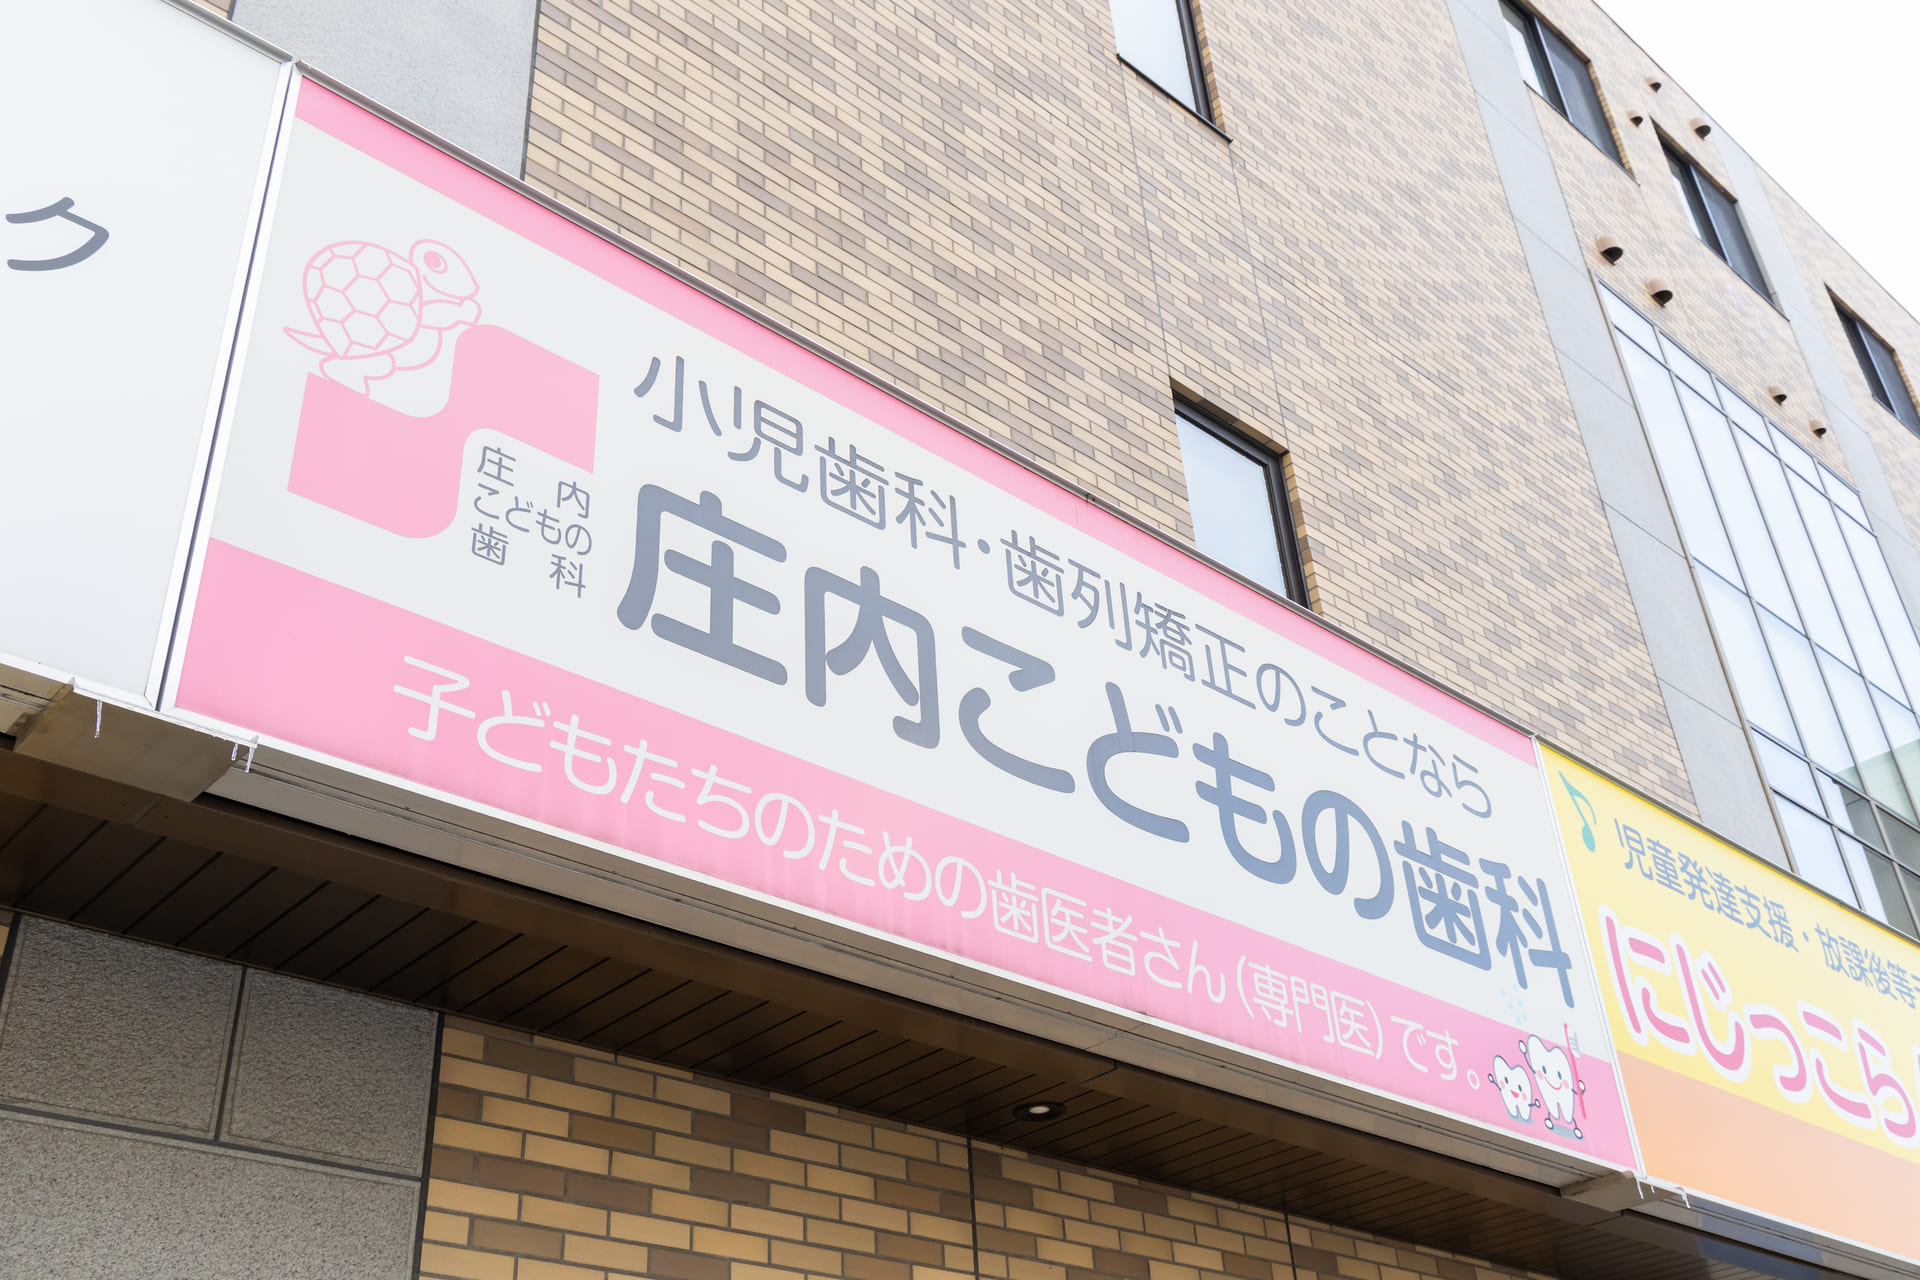 ク
庄内
こどもの
歯科
小児歯科・歯列矯正のことなら
庄内こどもの歯科
子どもたちのための歯医者さん(専門医)です。
児童発達支援・放課後等
にじっこら